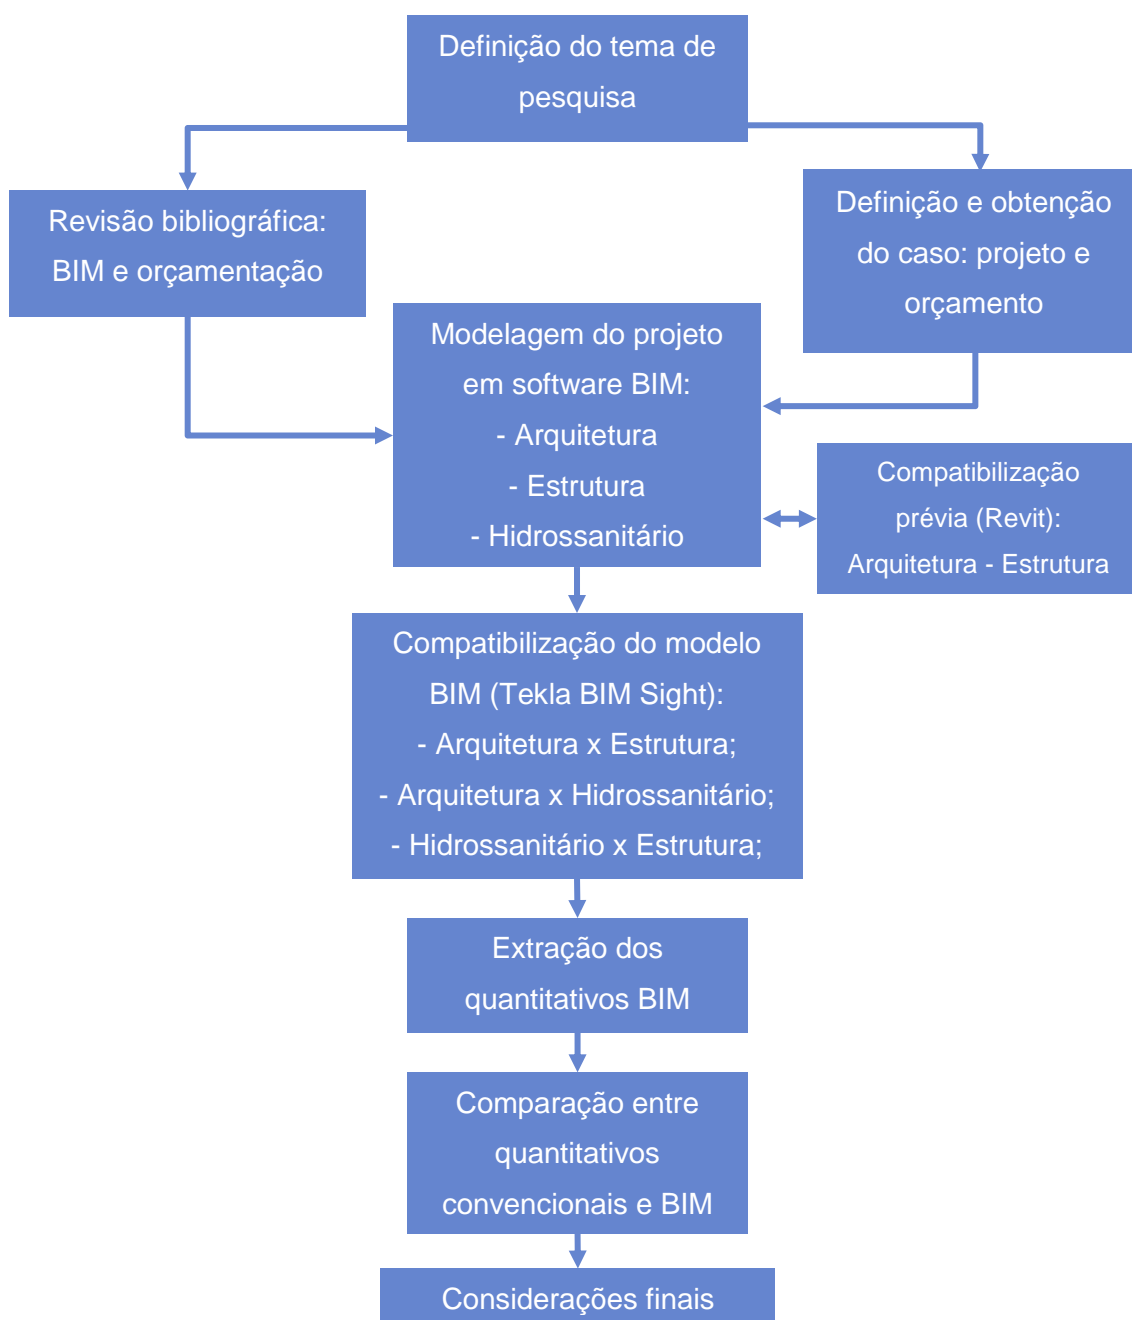 Definição do tema de
pesquisa
Revisão bibliográfica:
BIM e orçamentação
Definição e obtenção
do caso: projeto e
orçamento
Modelagem do projeto
em software BIM:
- Arquitetura
- Estrutura
- Hidrossanitário
Compatibilização
prévia (Revit):
Arquitetura - Estrutura
Compatibilização do modelo
BIM (Tekla BIM Sight):
- Arquitetura x Estrutura;
- Arquitetura x Hidrossanitário;
- Hidrossanitário x Estrutura;
Extração dos
quantitativos BIM
Comparação entre
quantitativos
convencionais e BIM
Considerações finais